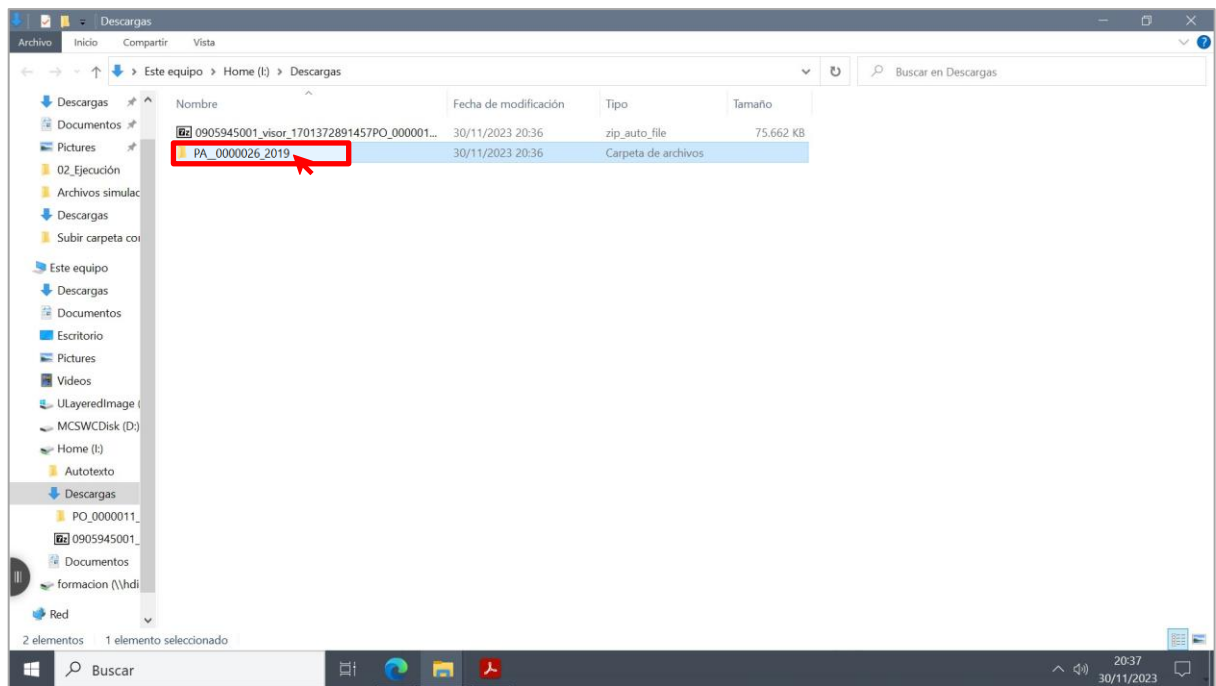 Descargas
Archivo Inicio Compartir Vista
Este equipo > Home (I:) > Descargas
Buscar en Descargas
Nombre Fecha de modificación Tipo Tamaño
0905945001_visor_1701372891457PO_000001... 30/11/2023 20:36 zip_auto_file 75.662 KB
PA__0000026_2019 30/11/2023 20:36 Carpeta de archivos
Descargas
Documentos
Pictures
02_Ejecución
Archivos simulac
Descargas
Subir carpeta co
Este equipo
Descargas
Documentos
Escritorio
Pictures
Videos
ULayeredImage (
MCSWCDisk (D:)
Home (I:)
Autotexto
Descargas
PO_0000011_
0905945001_
Documentos
formacion (\\hdi
Red
2 elementos 1 elemento seleccionado
Buscar
20:37
30/11/2023